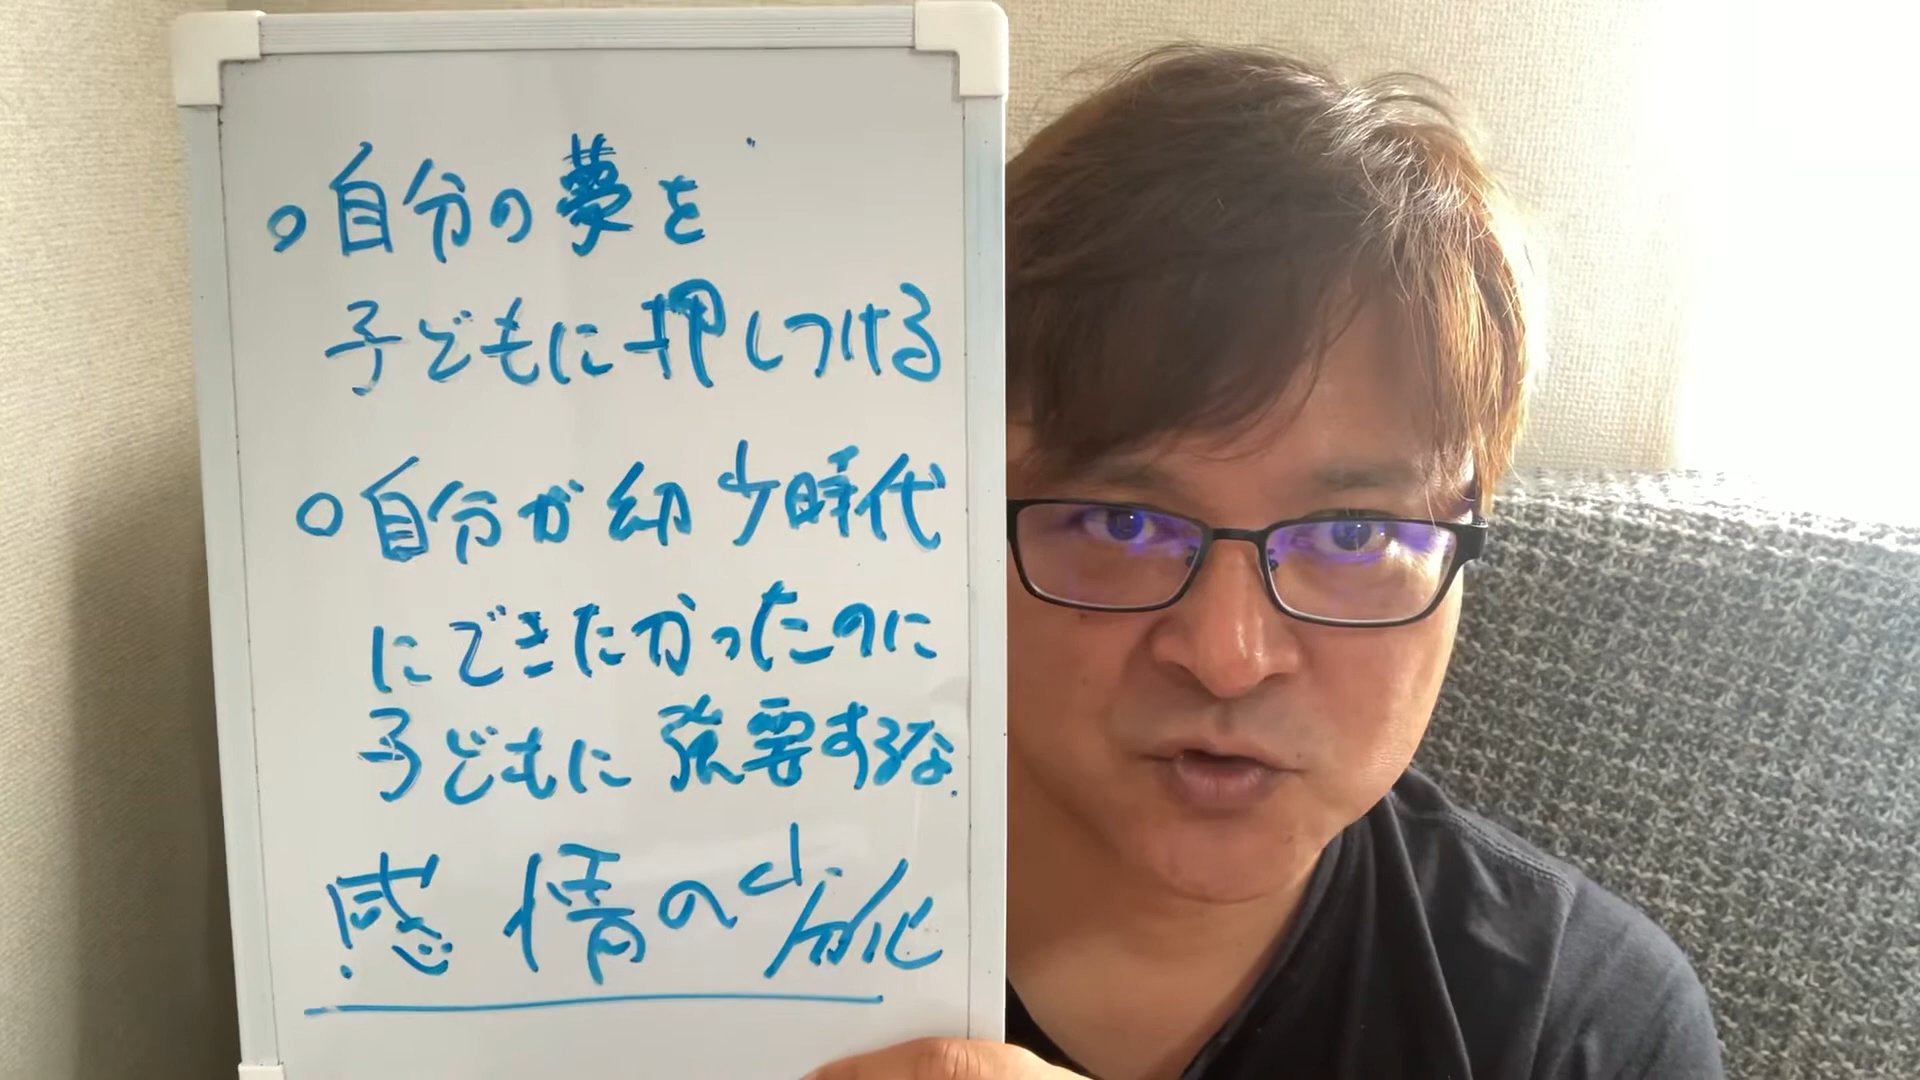 ○自分の夢を
子どもに押しつける
○自分が幼少時代
にできたかったのに
子どもに強要するな
感情の劣化